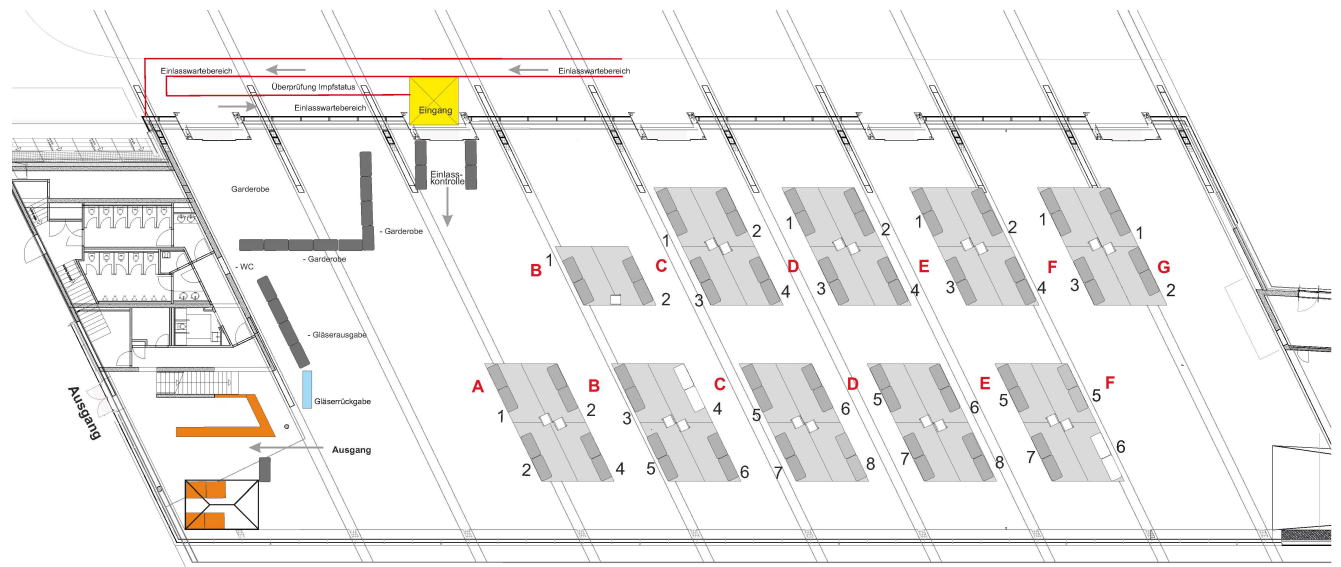 Einlasswartebereich
Einlasswartebereich
Überprüfung Impfstatus
Einlasswartebereich
Eingang
Einlass-
kontrolle
Garderobe
- Garderobe
- Garderobe
- WC
- Gläserausgabe
Gläserrückgabe
Ausgang
Ausgang
1 2 1 2 1 2 1 1
B 1 C D E F G
2 3 4 3 4 3 4 3 2
A B C D E F
1 2 3 4 5 6 5 6 5 5
2 4 5 6 7 8 7 8 7 6